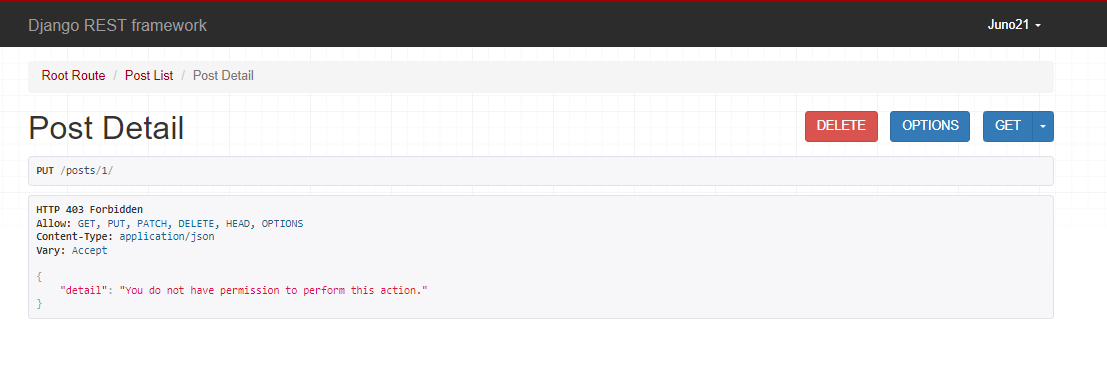 Django REST framework
Juno21
Root Route / Post List / Post Detail
Post Detail
DELETE
OPTIONS
GET
PUT /posts/1/
HTTP 403 Forbidden
Allow: GET, PUT, PATCH, DELETE, HEAD, OPTIONS
Content-Type: application/json
Vary: Accept
{
"detail": "You do not have permission to perform this action."
}